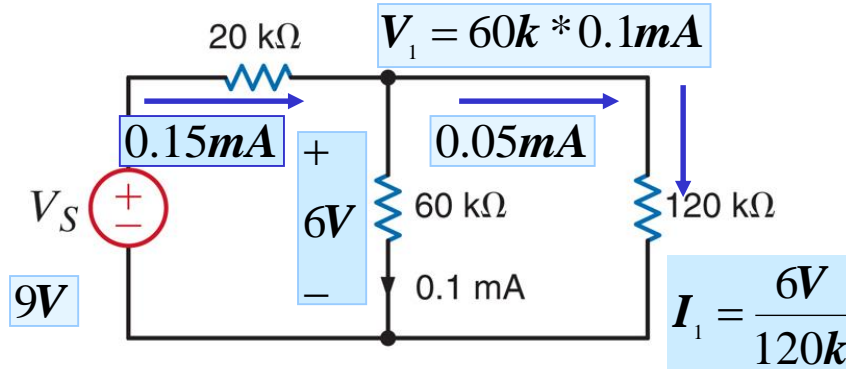 20 kΩ
V₁ = 60k * 0.1mA
0.15mA
0.05mA
+
6V
−
V_S
+
−
60 kΩ
120 kΩ
0.1 mA
9V
I₁ = 6V / 120k